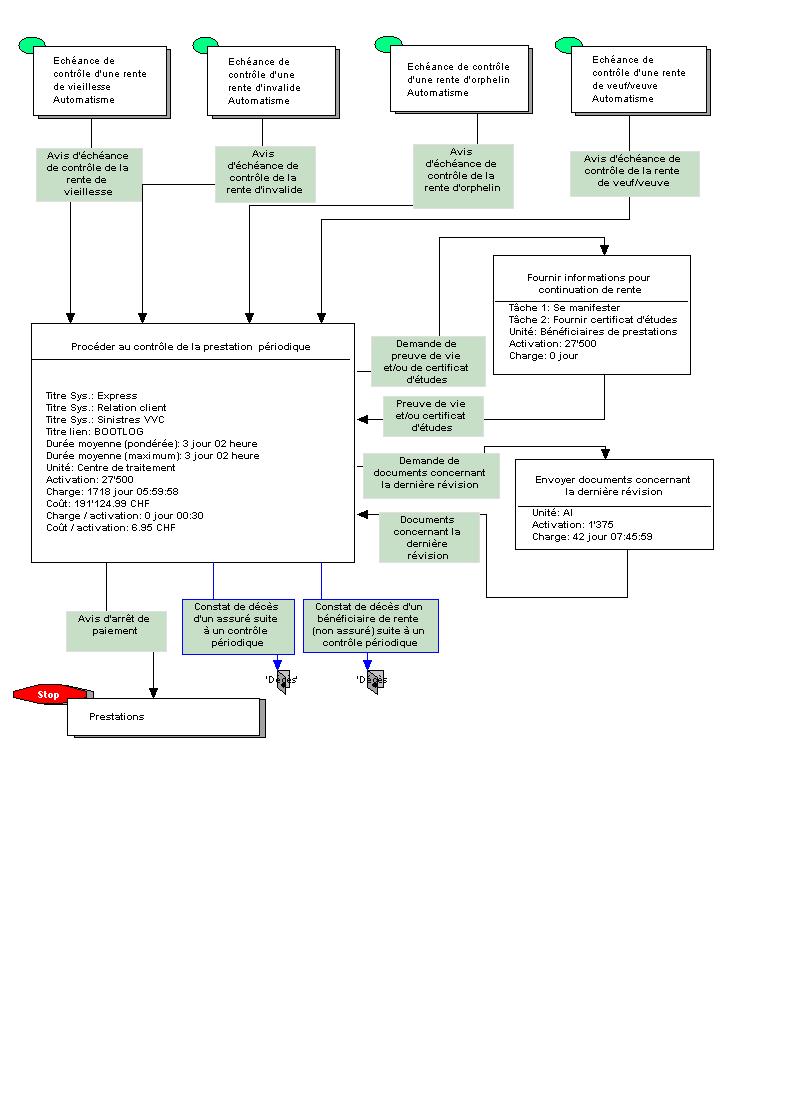 Echéance de
contrôle d'une rente
de vieillesse
Automatisme
Echéance de
contrôle d'une
rente d'invalide
Automatisme
Echéance de contrôle
d'une rente d'orphelin
Automatisme
Echéance de
contrôle d'une rente
de veuf/veuve
Automatisme
Avis d'échéance
de contrôle de la
rente de
vieillesse
Avis
d'échéance de
contrôle de la
rente d'invalide
Avis
d'échéance de
contrôle de la
rente d'orphelin
Avis d'échéance de
contrôle de la rente
de veuf/veuve
Fournir informations pour
continuation de rente
Tâche 1: Se manifester
Tâche 2: Fournir certificat d'études
Unité: Bénéficiaires de prestations
Activation: 27'500
Charge: 0 jour
Procéder au contrôle de la prestation périodique
Titre Sys.: Express
Titre Sys.: Relation client
Titre Sys.: Sinistres VVC
Titre lien: BOOTLOG
Durée moyenne (pondérée): 3 jour 02 heure
Durée moyenne (maximum): 3 jour 02 heure
Unité: Centre de traitement
Activation: 27'500
Charge: 1718 jour 05:59:58
Coût: 191'124.99 CHF
Charge / activation: 0 jour 00:30
Coût / activation: 6.95 CHF
Demande de
preuve de vie
et/ou de certificat
d'études
Preuve de vie
et/ou certificat
d'études
Demande de
documents concernant
la dernière révision
Documents
concernant la
dernière
révision
Envoyer documents concernant
la dernière révision
Unité: AI
Activation: 1'375
Charge: 42 jour 07:45:59
Avis d'arrêt de
paiement
Constat de décès
d'un assuré suite
à un contrôle
périodique
Constat de décès d'un
bénéficiaire de rente
(non assuré) suite à un
contrôle périodique
'Décès'
'Décès
Stop
Prestations